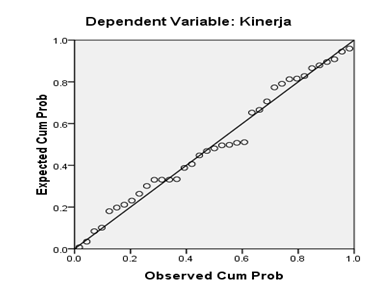 Dependent Variable: Kinerja
1.0
0.8
0.6
0.4
0.2
0.0
Expected Cum Prob
0.0 0.2 0.4 0.6 0.8 1.0
Observed Cum Prob